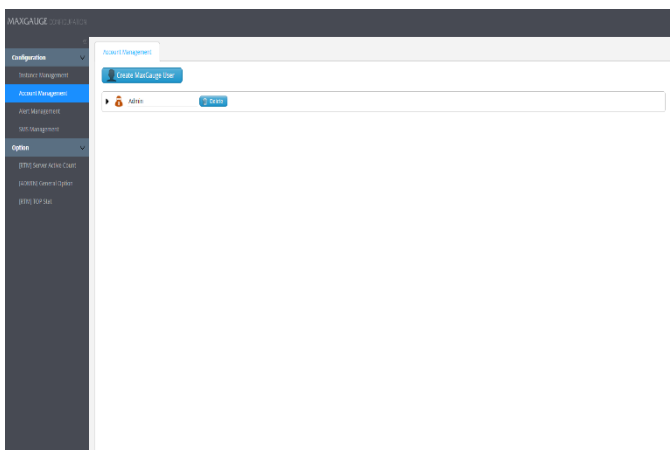 MAXGAUGE CONFIGURATION
Configuration
Instance Management
Account Management
Alert Management
SMS Management
Option
[RTM] Server Active Count
[ADMIN] General Option
[RTM] TOP Stat
Account Management
Create MaxGauge User
Admin
Delete